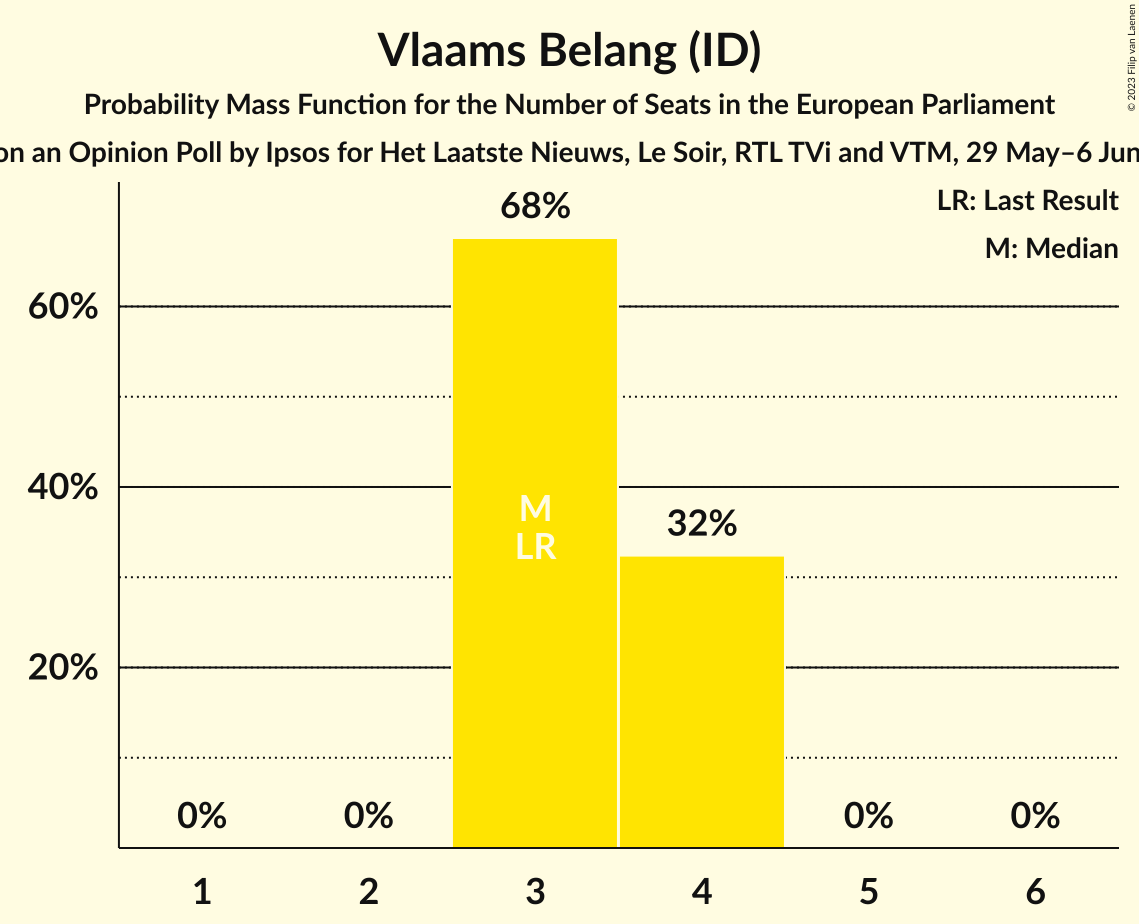 Vlaams Belang (ID)
Probability Mass Function for the Number of Seats in the European Parliament
on an Opinion Poll by Ipsos for Het Laatste Nieuws, Le Soir, RTL TVi and VTM, 29 May–6 Jun
© 2023 Filip van Laenen
LR: Last Result
M: Median
68%
60%
40%
M
LR
32%
20%
0% 0% 0% 0%
1 2 3 4 5 6